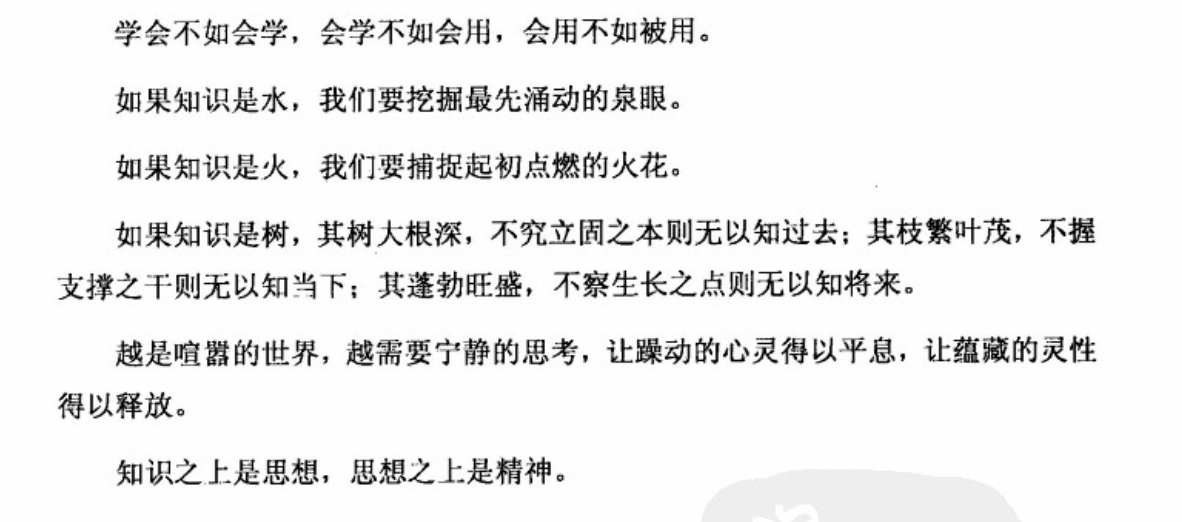 学会不如会学，会学不如会用，会用不如被用。
如果知识是水，我们要挖掘最先涌动的泉眼。
如果知识是火，我们要捕捉起初点燃的火花。
如果知识是树，其树大根深，不究立固之本则无以知过去；其枝繁叶茂，不握
支撑之干则无以知当下；其蓬勃旺盛，不察生长之点则无以知将来。
越是喧嚣的世界，越需要宁静的思考，让躁动的心灵得以平息，让蕴藏的灵性
得以释放。
知识之上是思想，思想之上是精神。